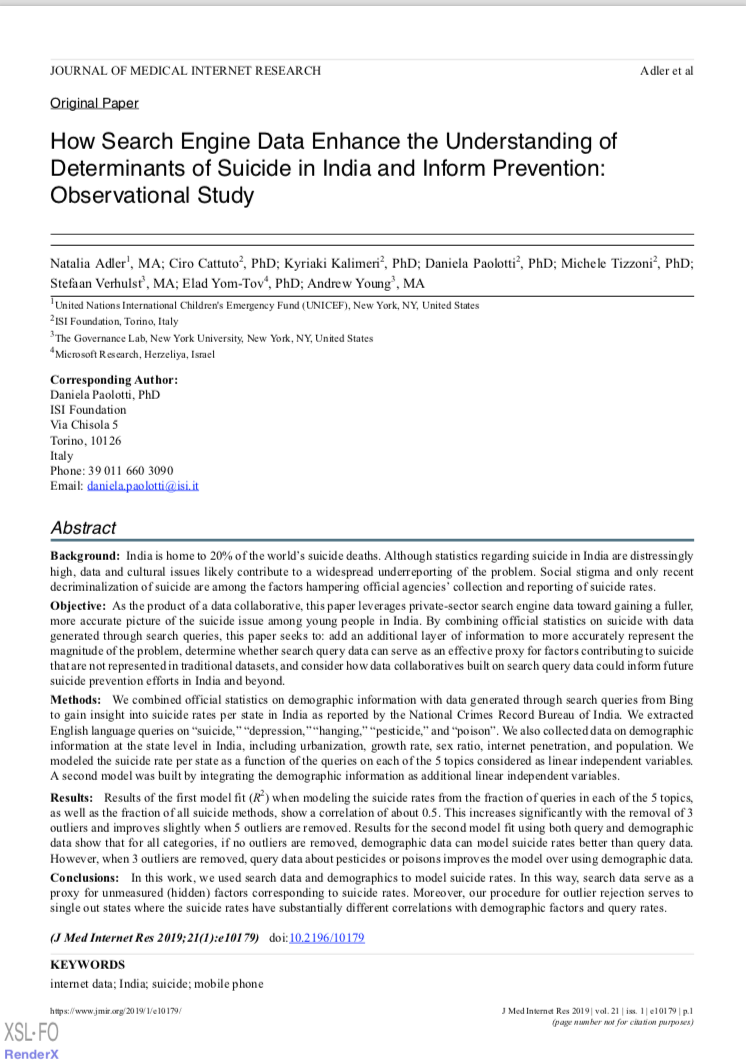 JOURNAL OF MEDICAL INTERNET RESEARCH Adler et al
Original Paper
How Search Engine Data Enhance the Understanding of
Determinants of Suicide in India and Inform Prevention:
Observational Study
Natalia Adler1, MA; Ciro Cattuto2, PhD; Kyriaki Kalimeri2, PhD; Daniela Paolotti2, PhD; Michele Tizzoni2, PhD;
Stefaan Verhulst3, MA; Elad Yom-Tov4, PhD; Andrew Young3, MA
1United Nations International Children's Emergency Fund (UNICEF), New York, NY, United States
2ISI Foundation, Torino, Italy
3The Governance Lab, New York University, New York, NY, United States
4Microsoft Research, Herzeliya, Israel
Corresponding Author:
Daniela Paolotti, PhD
ISI Foundation
Via Chisola 5
Torino, 10126
Italy
Phone: 39 011 660 3090
Email: daniela.paolotti@isi.it
Abstract
Background: India is home to 20% of the world's suicide deaths. Although statistics regarding suicide in India are distressingly
high, data and cultural issues likely contribute to a widespread underreporting of the problem. Social stigma and only recent
decriminalization of suicide are among the factors hampering official agencies' collection and reporting of suicide rates.
Objective: As the product of a data collaborative, this paper leverages private-sector search engine data toward gaining a fuller,
more accurate picture of the suicide issue among young people in India. By combining official statistics on suicide with data
generated through search queries, this paper seeks to: add an additional layer of information to more accurately represent the
magnitude of the problem, determine whether search query data can serve as an effective proxy for factors contributing to suicide
that are not represented in traditional datasets, and consider how data collaboratives built on search query data could inform future
suicide prevention efforts in India and beyond.
Methods: We combined official statistics on demographic information with data generated through search queries from Bing
to gain insight into suicide rates per state in India as reported by the National Crimes Record Bureau of India. We extracted
English language queries on “suicide,” “depression,” “hanging,” “pesticide,” and “poison”. We also collected data on demographic
information at the state level in India, including urbanization, growth rate, sex ratio, internet penetration, and population. We
modeled the suicide rate per state as a function of the queries on each of the 5 topics considered as linear independent variables.
A second model was built by integrating the demographic information as additional linear independent variables.
Results: Results of the first model fit (R2) when modeling the suicide rates from the fraction of queries in each of the 5 topics,
as well as the fraction of all suicide methods, show a correlation of about 0.5. This increases significantly with the removal of 3
outliers and improves slightly when 5 outliers are removed. Results for the second model fit using both query and demographic
data show that for all categories, if no outliers are removed, demographic data can model suicide rates better than query data.
However, when 3 outliers are removed, query data about pesticides or poisons improves the model over using demographic data.
Conclusions: In this work, we used search data and demographics to model suicide rates. In this way, search data serve as a
proxy for unmeasured (hidden) factors corresponding to suicide rates. Moreover, our procedure for outlier rejection serves to
single out states where the suicide rates have substantially different correlations with demographic factors and query rates.
(J Med Internet Res 2019;21(1):e10179) doi:10.2196/10179
KEYWORDS
internet data; India; suicide; mobile phone
https://www.jmir.org/2019/1/e10179/ J Med Internet Res 2019 | vol. 21 | iss. 1 | e10179 | p.1
(page number not for citation purposes)
XSL•FO
RenderX